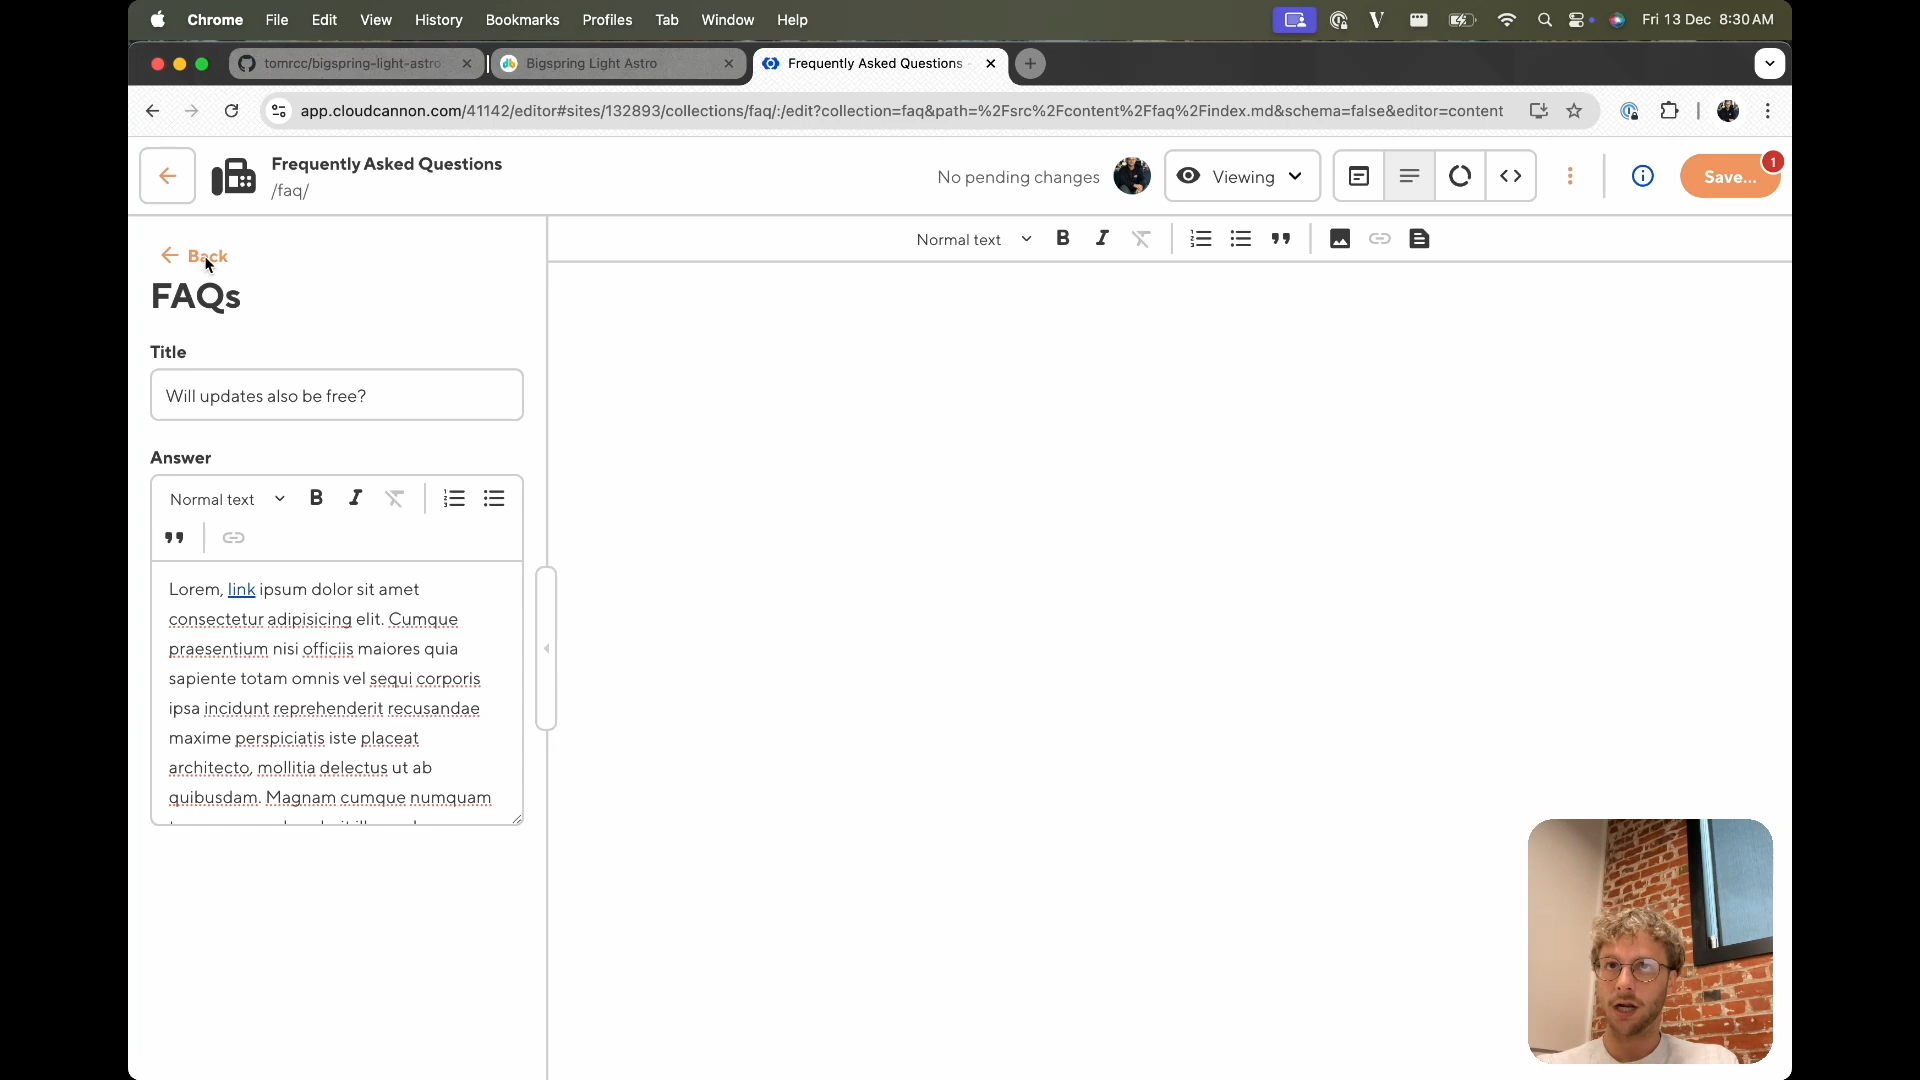 Chrome File Edit View History Bookmarks Profiles Tab Window Help
Fri 13 Dec 8:30 AM
tomrcc/bigspring-light-astro
Bigspring Light Astro
Frequently Asked Questions -
app.cloudcannon.com/41142/editor#sites/132893/collections/faq/:/edit?collection=faq&path=%2Fsrc%2Fcontent%2Ffaq%2Findex.md&schema=false&editor=content
Frequently Asked Questions
/faq/
No pending changes
Viewing
Save...
1
Back
Normal text
FAQs
Title
Will updates also be free?
Answer
Normal text
Lorem, link ipsum dolor sit amet
consectetur adipisicing elit. Cumque
praesentium nisi officiis maiores quia
sapiente totam omnis vel sequi corporis
ipsa incidunt reprehenderit recusandae
maxime perspiciatis iste placeat
architecto, mollitia delectus ut ab
quibusdam. Magnam cumque numquam